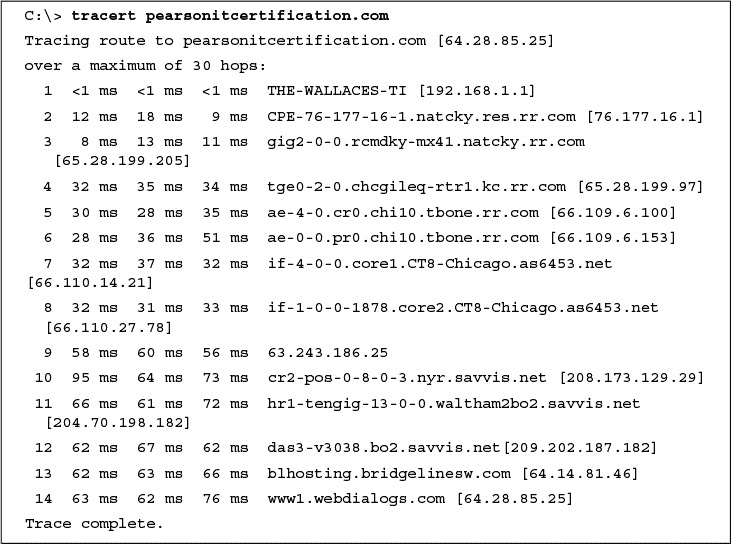 C:\> tracert pearsonitcertification.com
Tracing route to pearsonitcertification.com [64.28.85.25]
over a maximum of 30 hops:
1 <1 ms <1 ms <1 ms THE-WALLACES-TI [192.168.1.1]
2 12 ms 18 ms 9 ms CPE-76-177-16-1.natcky.res.rr.com [76.177.16.1]
3 8 ms 13 ms 11 ms gig2-0-0.rcmdky-mx41.natcky.rr.com
[65.28.199.205]
4 32 ms 35 ms 34 ms tge0-2-0.chcgileq-rtr1.kc.rr.com [65.28.199.97]
5 30 ms 28 ms 35 ms ae-4-0.cr0.chi10.tbone.rr.com [66.109.6.100]
6 28 ms 36 ms 51 ms ae-0-0.pr0.chi10.tbone.rr.com [66.109.6.153]
7 32 ms 37 ms 32 ms if-4-0-0.core1.CT8-Chicago.as6453.net
[66.110.14.21]
8 32 ms 31 ms 33 ms if-1-0-0-1878.core2.CT8-Chicago.as6453.net
[66.110.27.78]
9 58 ms 60 ms 56 ms 63.243.186.25
10 95 ms 64 ms 73 ms cr2-pos-0-8-0-3.nyr.savvis.net [208.173.129.29]
11 66 ms 61 ms 72 ms hr1-tengig-13-0-0.waltham2bo2.savvis.net
[204.70.198.182]
12 62 ms 67 ms 62 ms das3-v3038.bo2.savvis.net[209.202.187.182]
13 62 ms 63 ms 66 ms blhosting.bridgelinesw.com [64.14.81.46]
14 63 ms 62 ms 76 ms www1.webdialogs.com [64.28.85.25]
Trace complete.